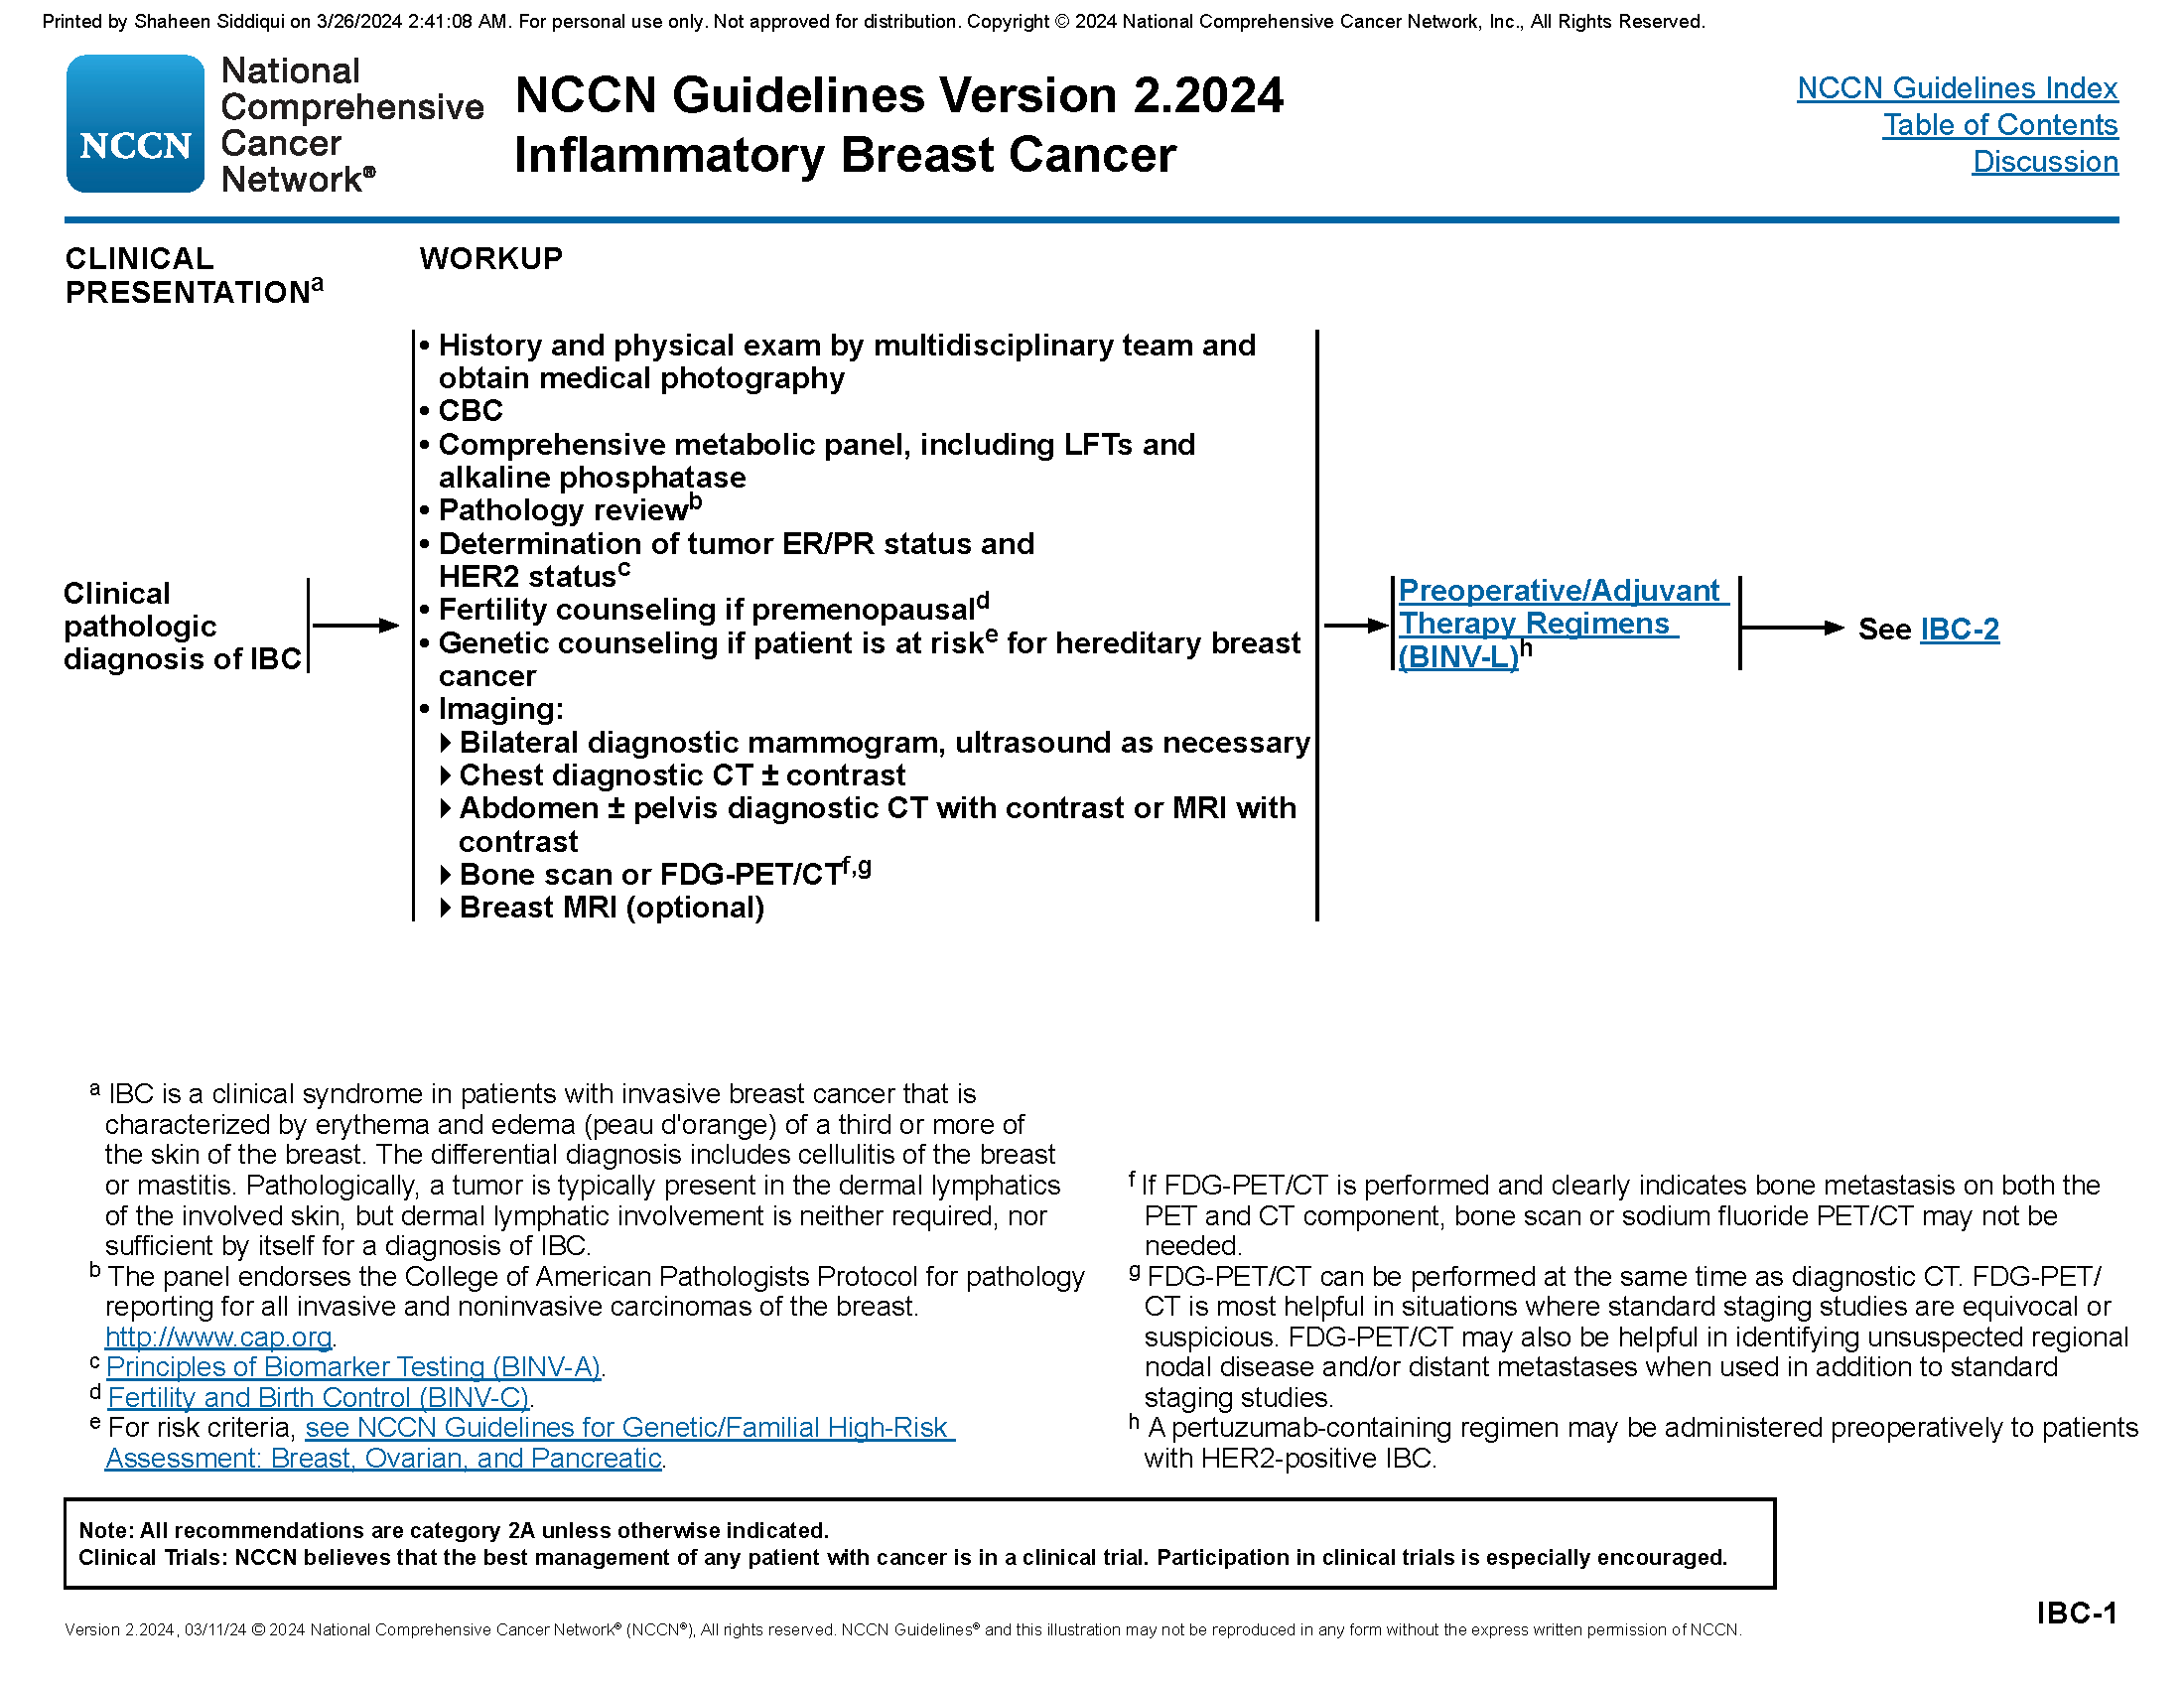 Printed by Shaheen Siddiqui on 3/26/2024 2:41:08 AM. For personal use only. Not approved for distribution. Copyright © 2024 National Comprehensive Cancer Network, Inc., All Rights Reserved.
NCCN
National
Comprehensive
Cancer
Network®
NCCN Guidelines Version 2.2024
Inflammatory Breast Cancer
NCCN Guidelines Index
Table of Contents
Discussion
CLINICAL
PRESENTATIONa
WORKUP
Clinical
pathologic
diagnosis of IBC
• History and physical exam by multidisciplinary team and
obtain medical photography
• CBC
• Comprehensive metabolic panel, including LFTs and
alkaline phosphatase
• Pathology reviewb
• Determination of tumor ER/PR status and
HER2 statusc
• Fertility counseling if premenopausald
• Genetic counseling if patient is at riske for hereditary breast
cancer
• Imaging:
Bilateral diagnostic mammogram, ultrasound as necessary
Chest diagnostic CT ± contrast
Abdomen ± pelvis diagnostic CT with contrast or MRI with
contrast
Bone scan or FDG-PET/CTf,g
Breast MRI (optional)
Preoperative/Adjuvant
Therapy Regimens
(BINV-L)h
See IBC-2
a IBC is a clinical syndrome in patients with invasive breast cancer that is
characterized by erythema and edema (peau d'orange) of a third or more of
the skin of the breast. The differential diagnosis includes cellulitis of the breast
or mastitis. Pathologically, a tumor is typically present in the dermal lymphatics
of the involved skin, but dermal lymphatic involvement is neither required, nor
sufficient by itself for a diagnosis of IBC.
b The panel endorses the College of American Pathologists Protocol for pathology
reporting for all invasive and noninvasive carcinomas of the breast.
http://www.cap.org.
c Principles of Biomarker Testing (BINV-A).
d Fertility and Birth Control (BINV-C).
e For risk criteria, see NCCN Guidelines for Genetic/Familial High-Risk
Assessment: Breast, Ovarian, and Pancreatic.
f If FDG-PET/CT is performed and clearly indicates bone metastasis on both the
PET and CT component, bone scan or sodium fluoride PET/CT may not be
needed.
g FDG-PET/CT can be performed at the same time as diagnostic CT. FDG-PET/
CT is most helpful in situations where standard staging studies are equivocal or
suspicious. FDG-PET/CT may also be helpful in identifying unsuspected regional
nodal disease and/or distant metastases when used in addition to standard
staging studies.
h A pertuzumab-containing regimen may be administered preoperatively to patients
with HER2-positive IBC.
Note: All recommendations are category 2A unless otherwise indicated.
Clinical Trials: NCCN believes that the best management of any patient with cancer is in a clinical trial. Participation in clinical trials is especially encouraged.
IBC-1
Version 2.2024, 03/11/24 © 2024 National Comprehensive Cancer Network® (NCCN®), All rights reserved. NCCN Guidelines® and this illustration may not be reproduced in any form without the express written permission of NCCN.